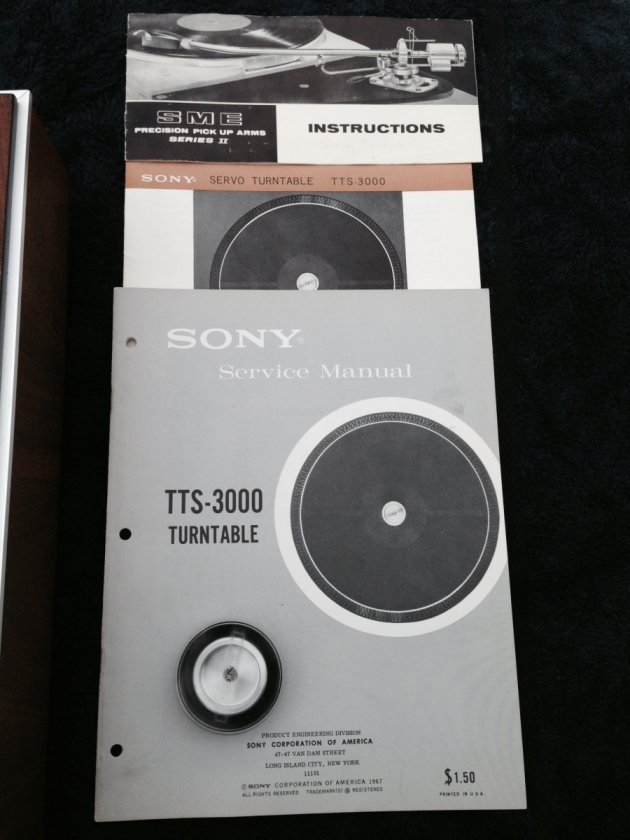 SME
PRECISION PICK UP ARMS
SERIES II
INSTRUCTIONS
SONY® SERVO TURNTABLE TTS-3000
SONY®
Service Manual
TTS-3000
TURNTABLE
PRODUCT ENGINEERING DIVISION
SONY CORPORATION OF AMERICA
47-47 VAN DAM STREET
LONG ISLAND CITY, NEW YORK
11101
© SONY CORPORATION OF AMERICA 1967
ALL RIGHTS RESERVED TRADEMARK(S) ® REGISTERED
$1.50
PRINTED IN U.S.A.